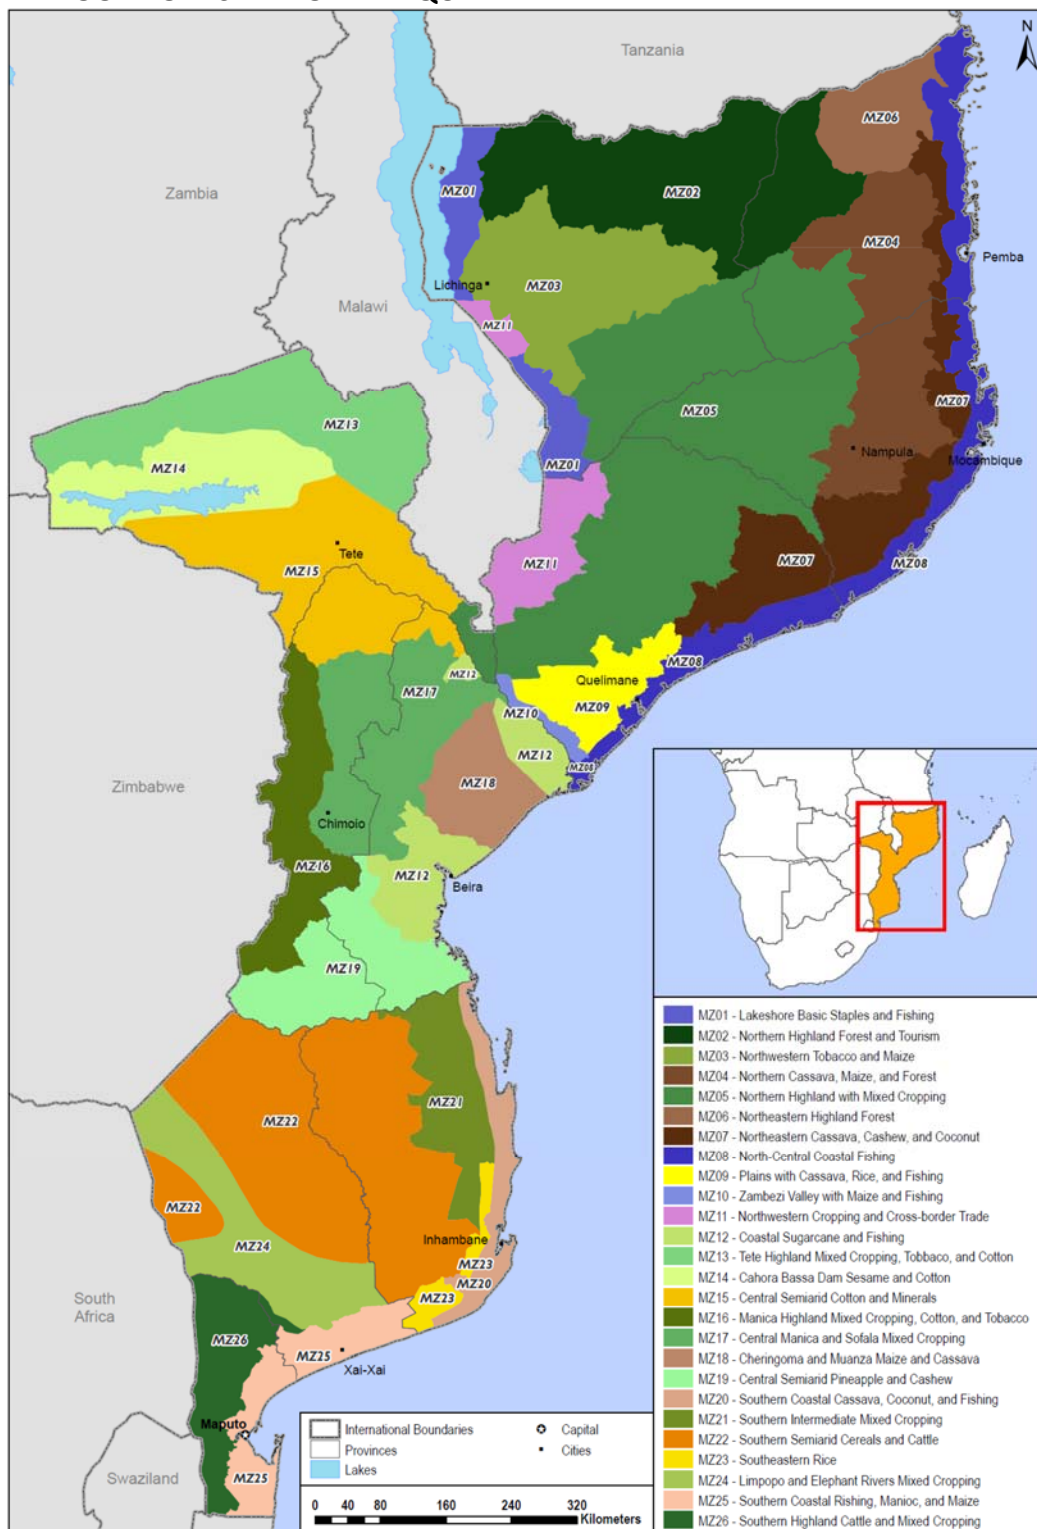 N
Tanzania
MZ06
Zambia
MZ01
MZ02
MZ04
Pemba
Lichinga
MZ03
Malawi
MZ11
MZ05
MZ07
MZ13
MZ14
MZ01
Nampula
Mocambique
Tete
MZ15
MZ11
MZ07
MZ08
MZ12
MZ08
MZ17
Quelimane
MZ10
MZ09
MZ12
MZ08
Zimbabwe
MZ18
Chimoio
MZ16
MZ12
Beira
MZ19
MZ21
MZ22
MZ22
Inhambane
MZ24
MZ23
MZ20
MZ23
South
Africa
MZ26
MZ25
Xai-Xai
Maputo
MZ25
Swaziland
MZ01 - Lakeshore Basic Staples and Fishing
MZ02 - Northern Highland Forest and Tourism
MZ03 - Northwestern Tobacco and Maize
MZ04 - Northern Cassava, Maize, and Forest
MZ05 - Northern Highland with Mixed Cropping
MZ06 - Northeastern Highland Forest
MZ07 - Northeastern Cassava, Cashew, and Coconut
MZ08 - North-Central Coastal Fishing
MZ09 - Plains with Cassava, Rice, and Fishing
MZ10 - Zambezi Valley with Maize and Fishing
MZ11 - Northwestern Cropping and Cross-border Trade
MZ12 - Coastal Sugarcane and Fishing
MZ13 - Tete Highland Mixed Cropping, Tobbaco, and Cotton
MZ14 - Cahora Bassa Dam Sesame and Cotton
MZ15 - Central Semiarid Cotton and Minerals
MZ16 - Manica Highland Mixed Cropping, Cotton, and Tobacco
MZ17 - Central Manica and Sofala Mixed Cropping
MZ18 - Cheringoma and Muanza Maize and Cassava
MZ19 - Central Semiarid Pineapple and Cashew
MZ20 - Southern Coastal Cassava, Coconut, and Fishing
MZ21 - Southern Intermediate Mixed Cropping
MZ22 - Southern Semiarid Cereals and Cattle
MZ23 - Southeastern Rice
MZ24 - Limpopo and Elephant Rivers Mixed Cropping
MZ25 - Southern Coastal Rishing, Manioc, and Maize
MZ26 - Southern Highland Cattle and Mixed Cropping
International Boundaries
Provinces
Lakes
Capital
Cities
0 40 80 160 240 320
Kilometers